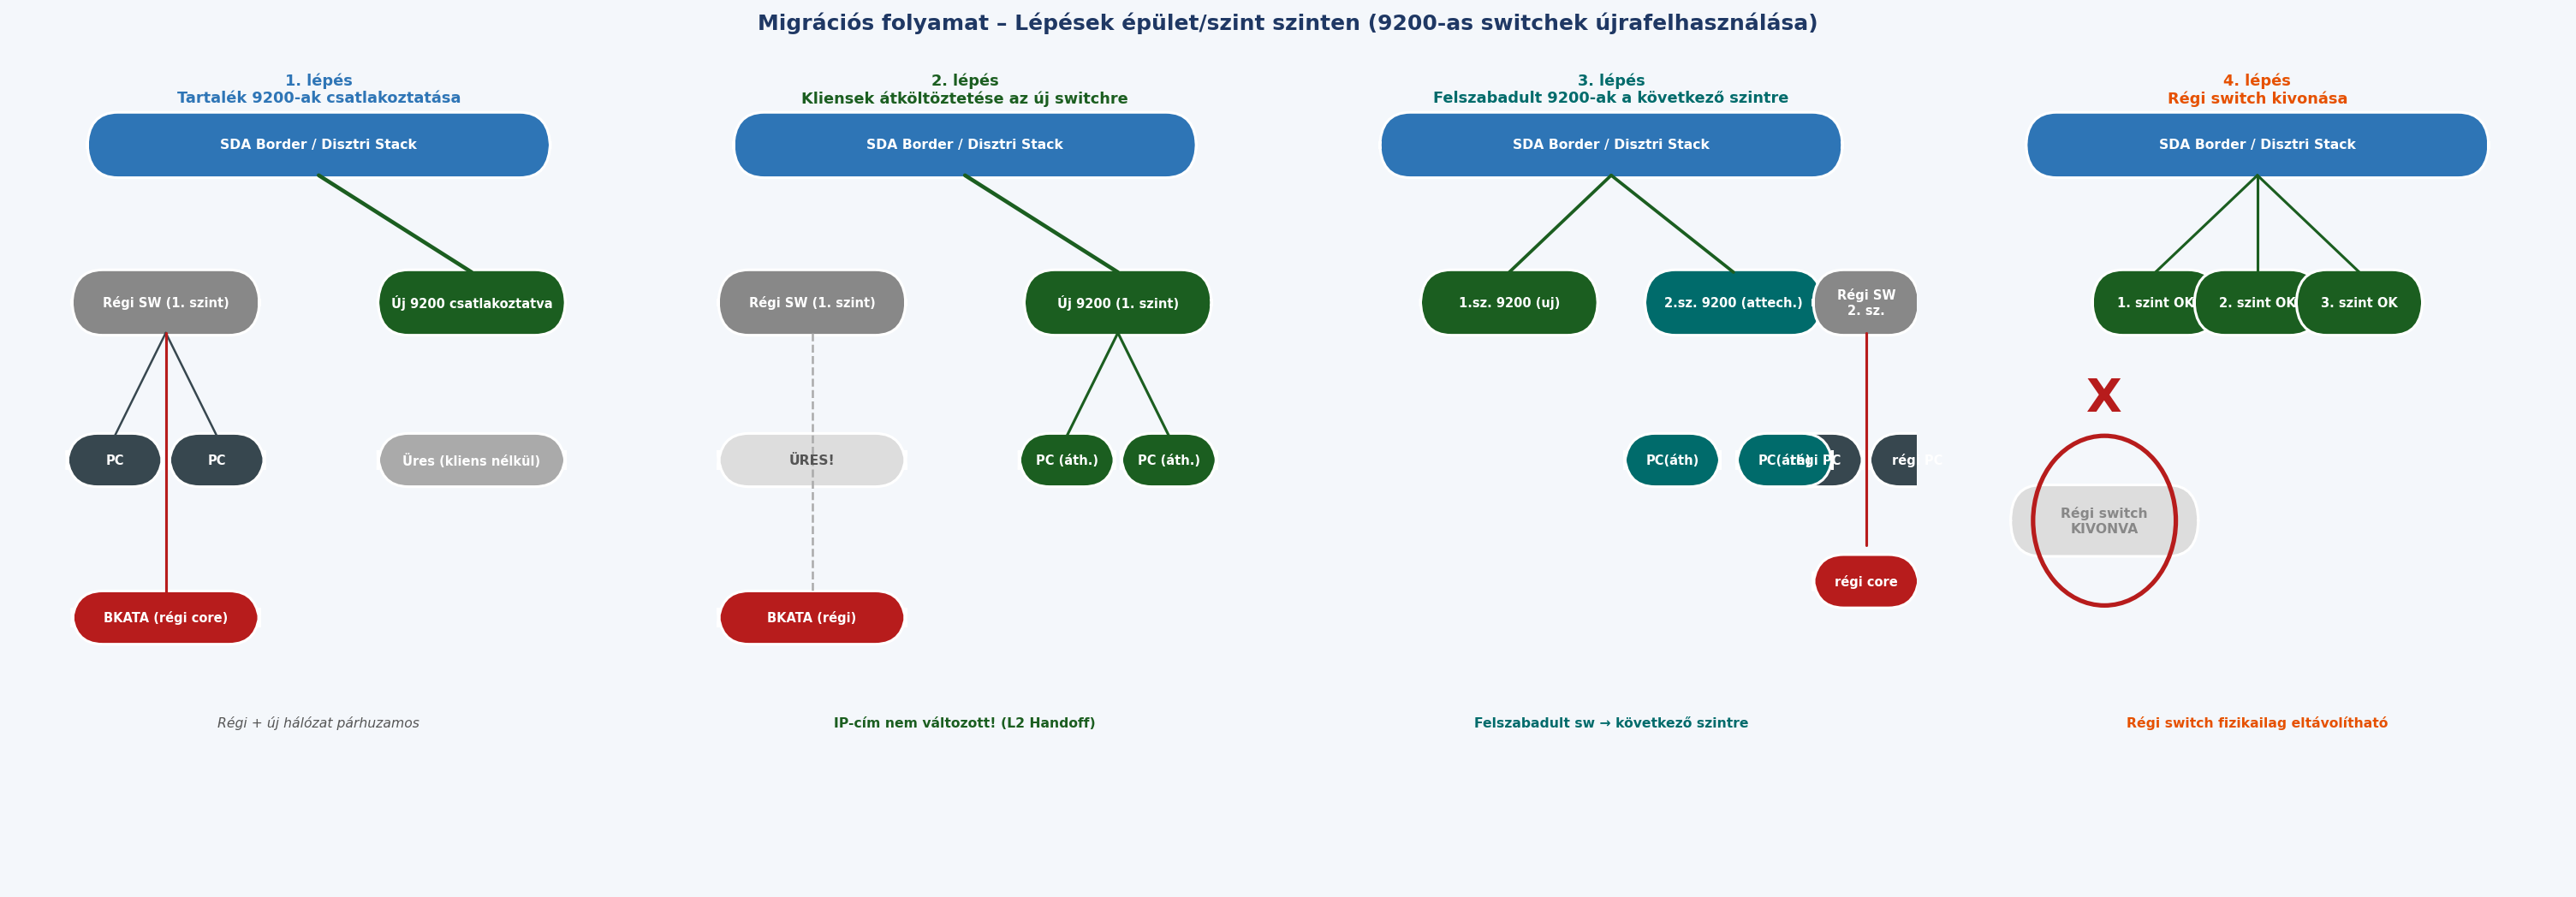 Migrációs folyamat – Lépések épület/szint szinten (9200-as switchek újrafelhasználása)
1. lépés
Tartalék 9200-ak csatlakoztatása
SDA Border / Disztri Stack
Régi SW (1. szint)
Új 9200 csatlakoztatva
PC
PC
Üres (kliens nélkül)
BKATA (régi core)
Régi + új hálózat párhuzamos
2. lépés
Kliensek átköltöztetése az új switchre
SDA Border / Disztri Stack
Régi SW (1. szint)
Új 9200 (1. szint)
ÜRES!
PC (áth.)
PC (áth.)
BKATA (régi)
IP-cím nem változott! (L2 Handoff)
3. lépés
Felszabadult 9200-ak a következő szintre
SDA Border / Disztri Stack
1.sz. 9200 (uj)
2.sz. 9200 (attech.)
Régi SW
2. sz.
PC(áth)
PC(áth)
régi PC
régi PC
régi core
Felszabadult sw → következő szintre
4. lépés
Régi switch kivonása
SDA Border / Disztri Stack
1. szint OK
2. szint OK
3. szint OK
X
Régi switch
KIVONVA
Régi switch fizikailag eltávolítható